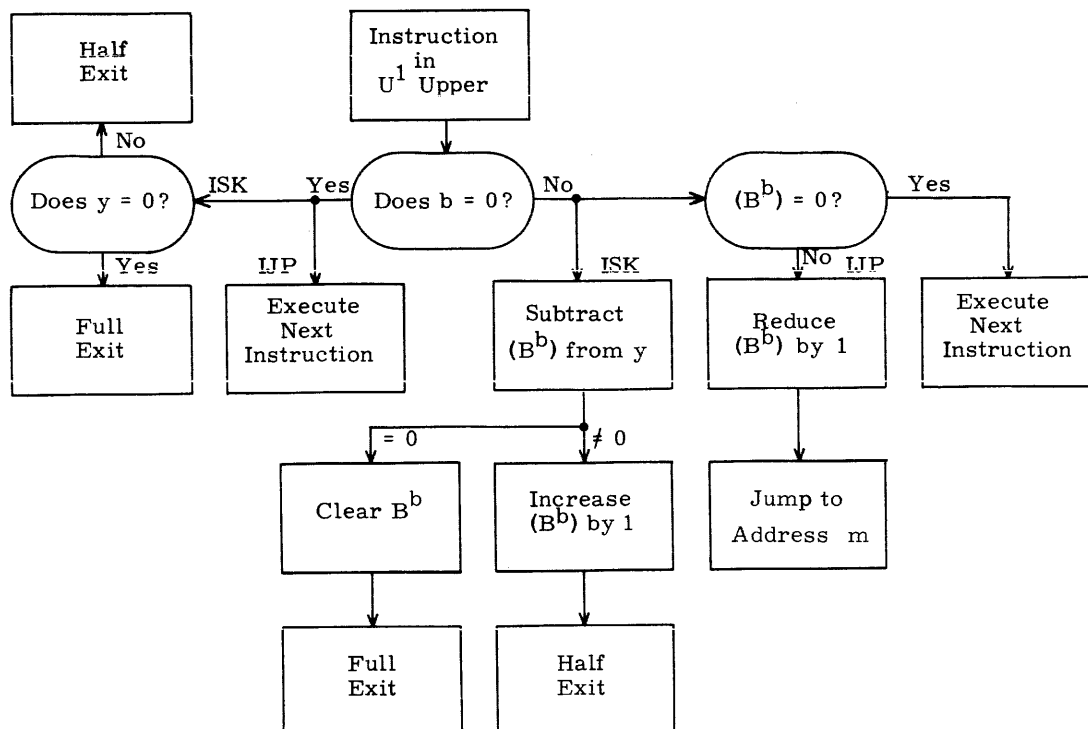 Half
Exit
Instruction
in
U¹ Upper
No
Does y = 0?
ISK
Yes
Does b = 0?
No
(Bᵇ) = 0?
Yes
Yes
IJP
ISK
No
IJP
Full
Exit
Execute
Next
Instruction
Subtract
(Bᵇ) from y
Reduce
(Bᵇ) by 1
Execute
Next
Instruction
= 0
≠ 0
Clear Bᵇ
Increase
(Bᵇ) by 1
Jump to
Address m
Full
Exit
Half
Exit